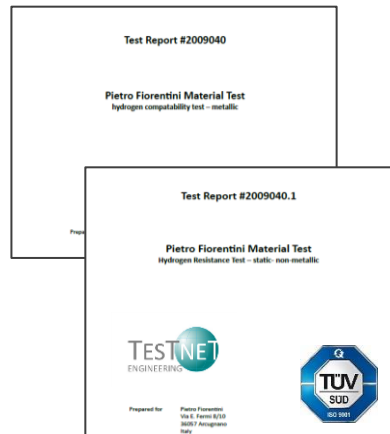 Test Report #2009040
Pietro Fiorentini Material Test
hydrogen compatability test – metallic
Prepa
Test Report #2009040.1
Pietro Fiorentini Material Test
Hydrogen Resistance Test – static- non-metallic
TESTNET
ENGINEERING
TÜV
SÜD
ISO 9001
Prepared for Pietro Fiorentini
Via E. Fermi 8/10
36057 Arcugnano
Italy